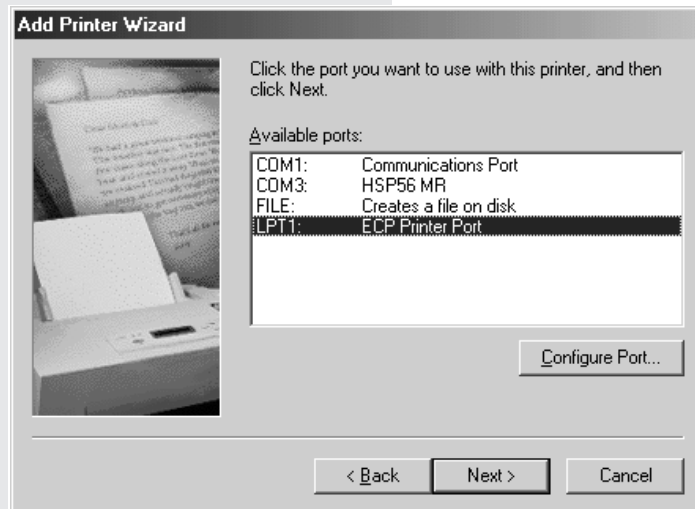 Add Printer Wizard
Click the port you want to use with this printer, and then
click Next.
Available ports:
COM1: Communications Port
COM3: HSP56 MR
FILE: Creates a file on disk
LPT1: ECP Printer Port
Configure Port...
< Back Next > Cancel